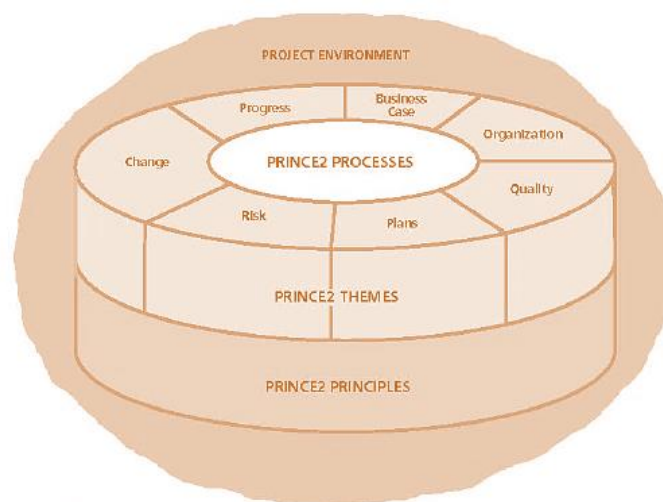 PROJECT ENVIRONMENT
Progress
Business
Case
Organization
Change
PRINCE2 PROCESSES
Quality
Risk
Plans
PRINCE2 THEMES
PRINCE2 PRINCIPLES